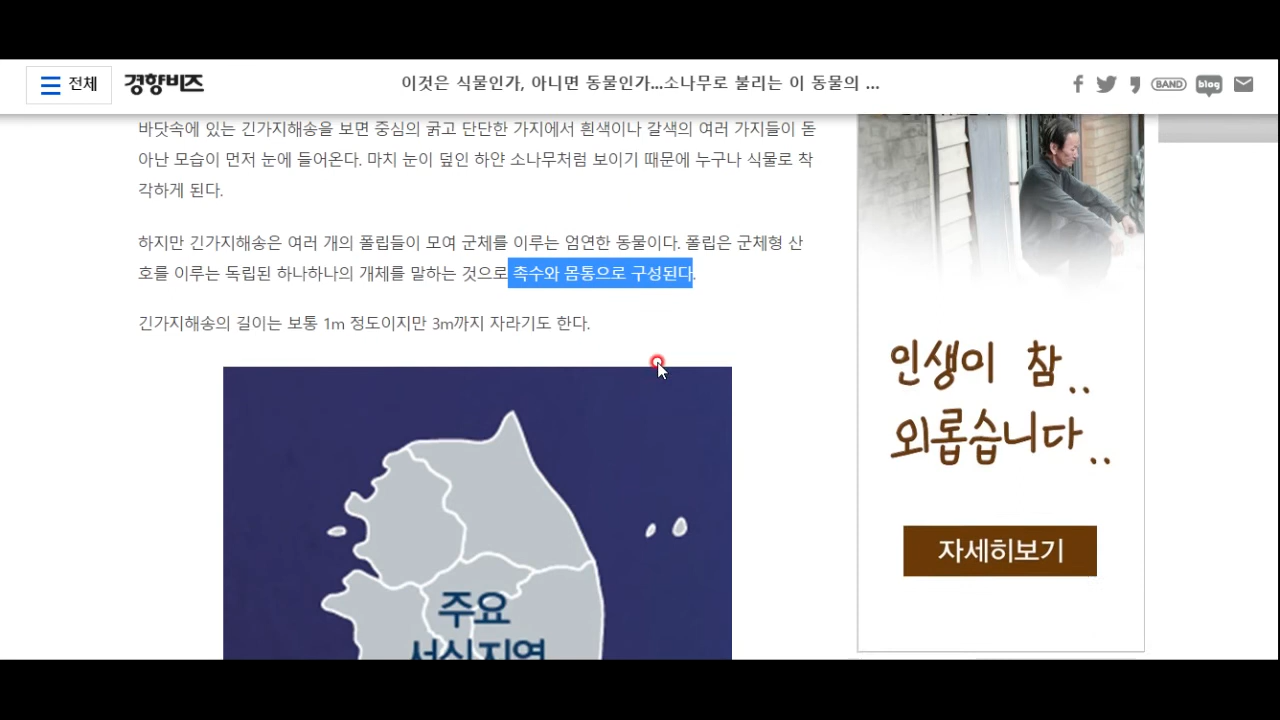 전체
경향비즈
이것은 식물인가, 아니면 동물인가...소나무로 불리는 이 동물의 ...
BAND
blog
바닷속에 있는 긴가지해송을 보면 중심의 굵고 단단한 가지에서 흰색이나 갈색의 여러 가지들이 돋
아난 모습이 먼저 눈에 들어온다. 마치 눈이 덮인 하얀 소나무처럼 보이기 때문에 누구나 식물로 착
각하게 된다.
하지만 긴가지해송은 여러 개의 폴립들이 모여 군체를 이루는 엄연한 동물이다. 폴립은 군체형 산
호를 이루는 독립된 하나하나의 개체를 말하는 것으로 촉수와 몸통으로 구성된다.
긴가지해송의 길이는 보통 1m 정도이지만 3m까지 자라기도 한다.
주요
서식지역
인생이 참..
외롭습니다..
자세히보기